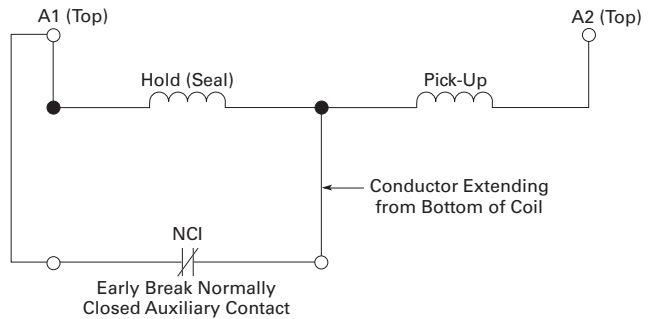 A1 (Top)
A2 (Top)
Hold (Seal)
Pick-Up
Conductor Extending
from Bottom of Coil
NCI
Early Break Normally
Closed Auxiliary Contact